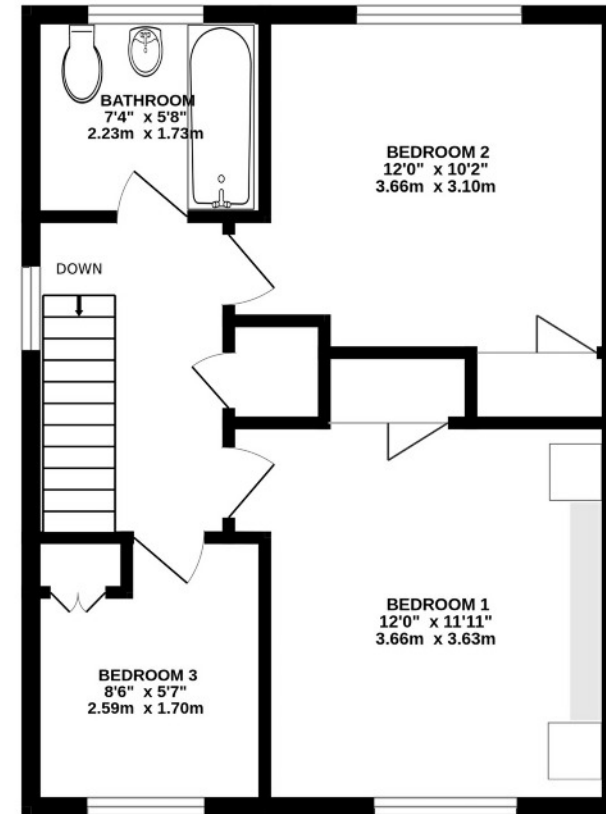 BATHROOM
7'4" x 5'8"
2.23m x 1.73m
BEDROOM 2
12'0" x 10'2"
3.66m x 3.10m
DOWN
BEDROOM 1
12'0" x 11'11"
3.66m x 3.63m
BEDROOM 3
8'6" x 5'7"
2.59m x 1.70m